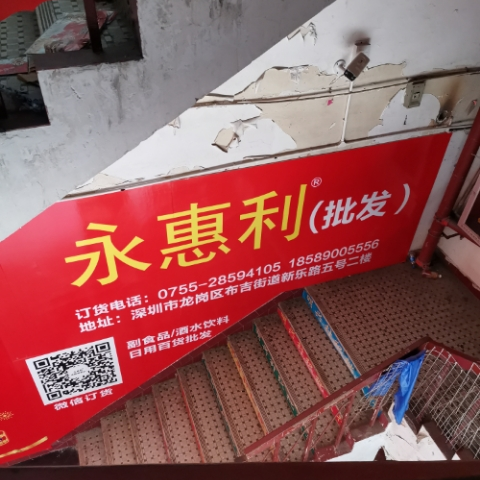 永惠利®(批发)
订货电话：0755-28594105 18589005556
地址：深圳市龙岗区布吉街道新乐路五号二楼
副食品/酒水饮料
日用百货批发
微信订货